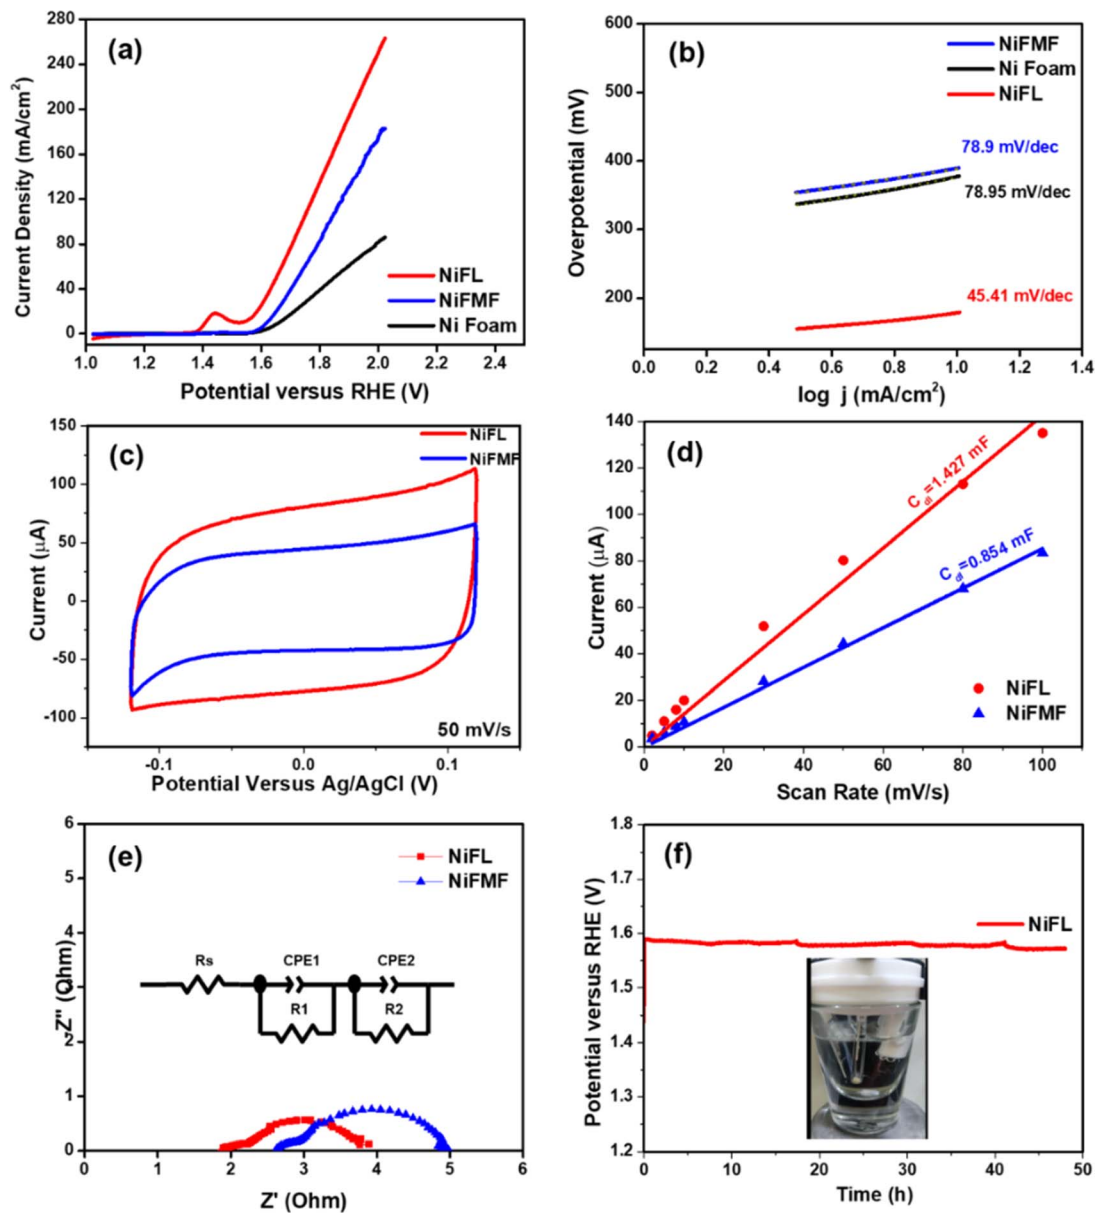 (a)
280
240
200
160
120
80
40
0
Current Density (mA/cm²)
NiFL
NiFMF
Ni Foam
1.0 1.2 1.4 1.6 1.8 2.0 2.2 2.4
Potential versus RHE (V)
(b)
600
500
400
300
200
Overpotential (mV)
NiFMF
Ni Foam
NiFL
78.9 mV/dec
78.95 mV/dec
45.41 mV/dec
0.0 0.2 0.4 0.6 0.8 1.0 1.2 1.4
log j (mA/cm²)
(c)
150
100
50
0
-50
-100
Current (μA)
NiFL
NiFMF
50 mV/s
-0.1 0.0 0.1
Potential Versus Ag/AgCl (V)
(d)
140
120
100
80
60
40
20
0
Current (μA)
C dl=1.427 mF
C dl=0.854 mF
NiFL
NiFMF
0 20 40 60 80 100
Scan Rate (mV/s)
(e)
6
5
4
3
2
1
0
-Z" (Ohm)
NiFL
NiFMF
Rs CPE1 CPE2
R1 R2
0 1 2 3 4 5 6
Z' (Ohm)
(f)
1.8
1.7
1.6
1.5
1.4
1.3
1.2
Potential versus RHE (V)
NiFL
0 10 20 30 40 50
Time (h)